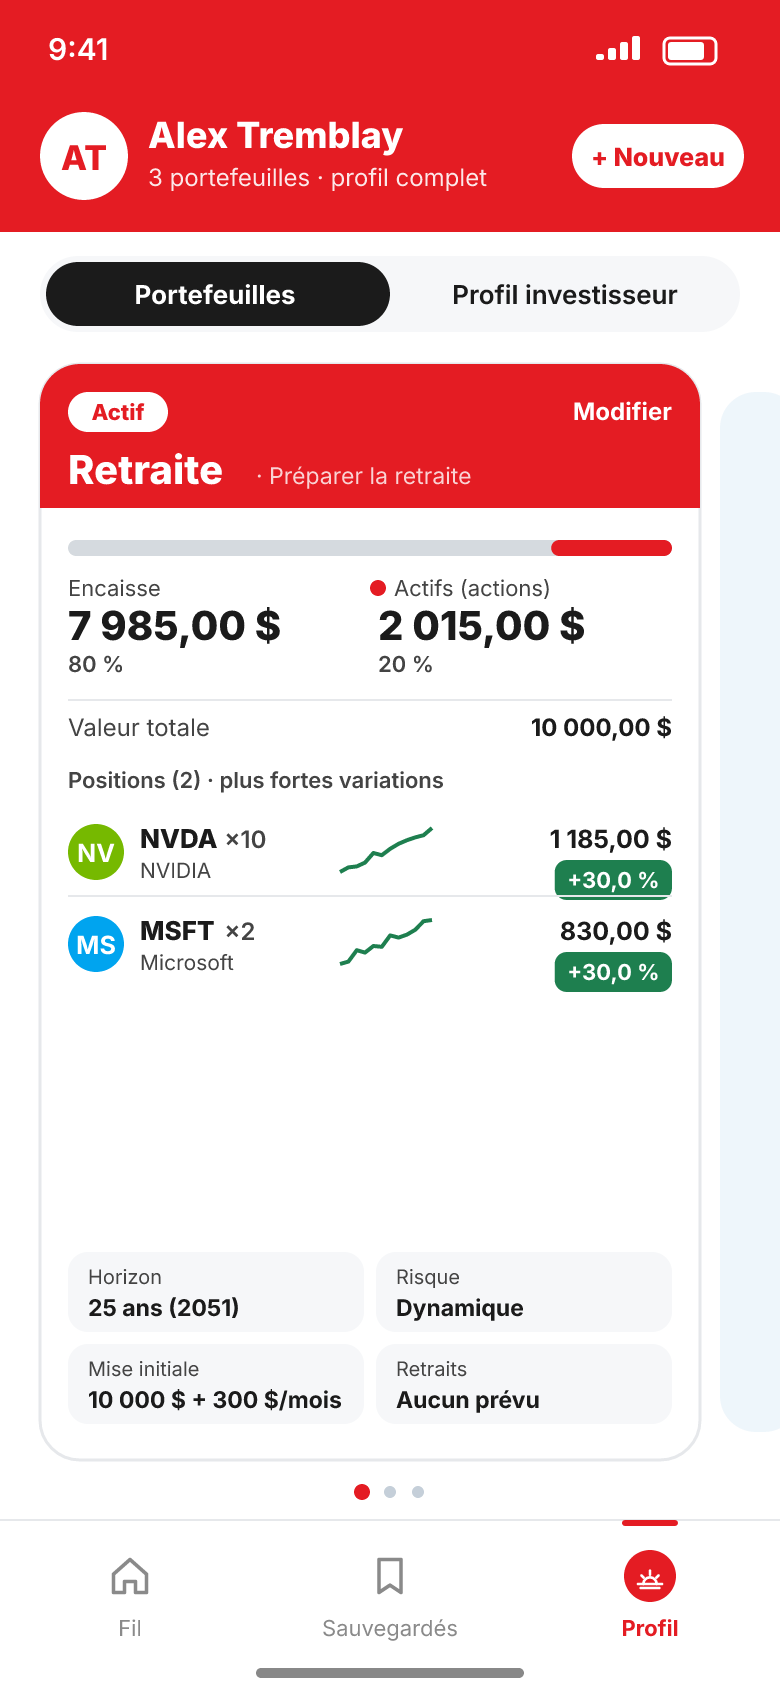 9:41
AT
Alex Tremblay
3 portefeuilles · profil complet
+ Nouveau
Portefeuilles
Profil investisseur
Actif
Modifier
Retraite · Préparer la retraite
Encaisse
Actifs (actions)
7 985,00 $
2 015,00 $
80 %
20 %
Valeur totale
10 000,00 $
Positions (2) · plus fortes variations
NV
NVDA ×10
1 185,00 $
NVIDIA
+30,0 %
MS
MSFT ×2
830,00 $
Microsoft
+30,0 %
Horizon
25 ans (2051)
Risque
Dynamique
Mise initiale
10 000 $ + 300 $/mois
Retraits
Aucun prévu
Fil
Sauvegardés
Profil